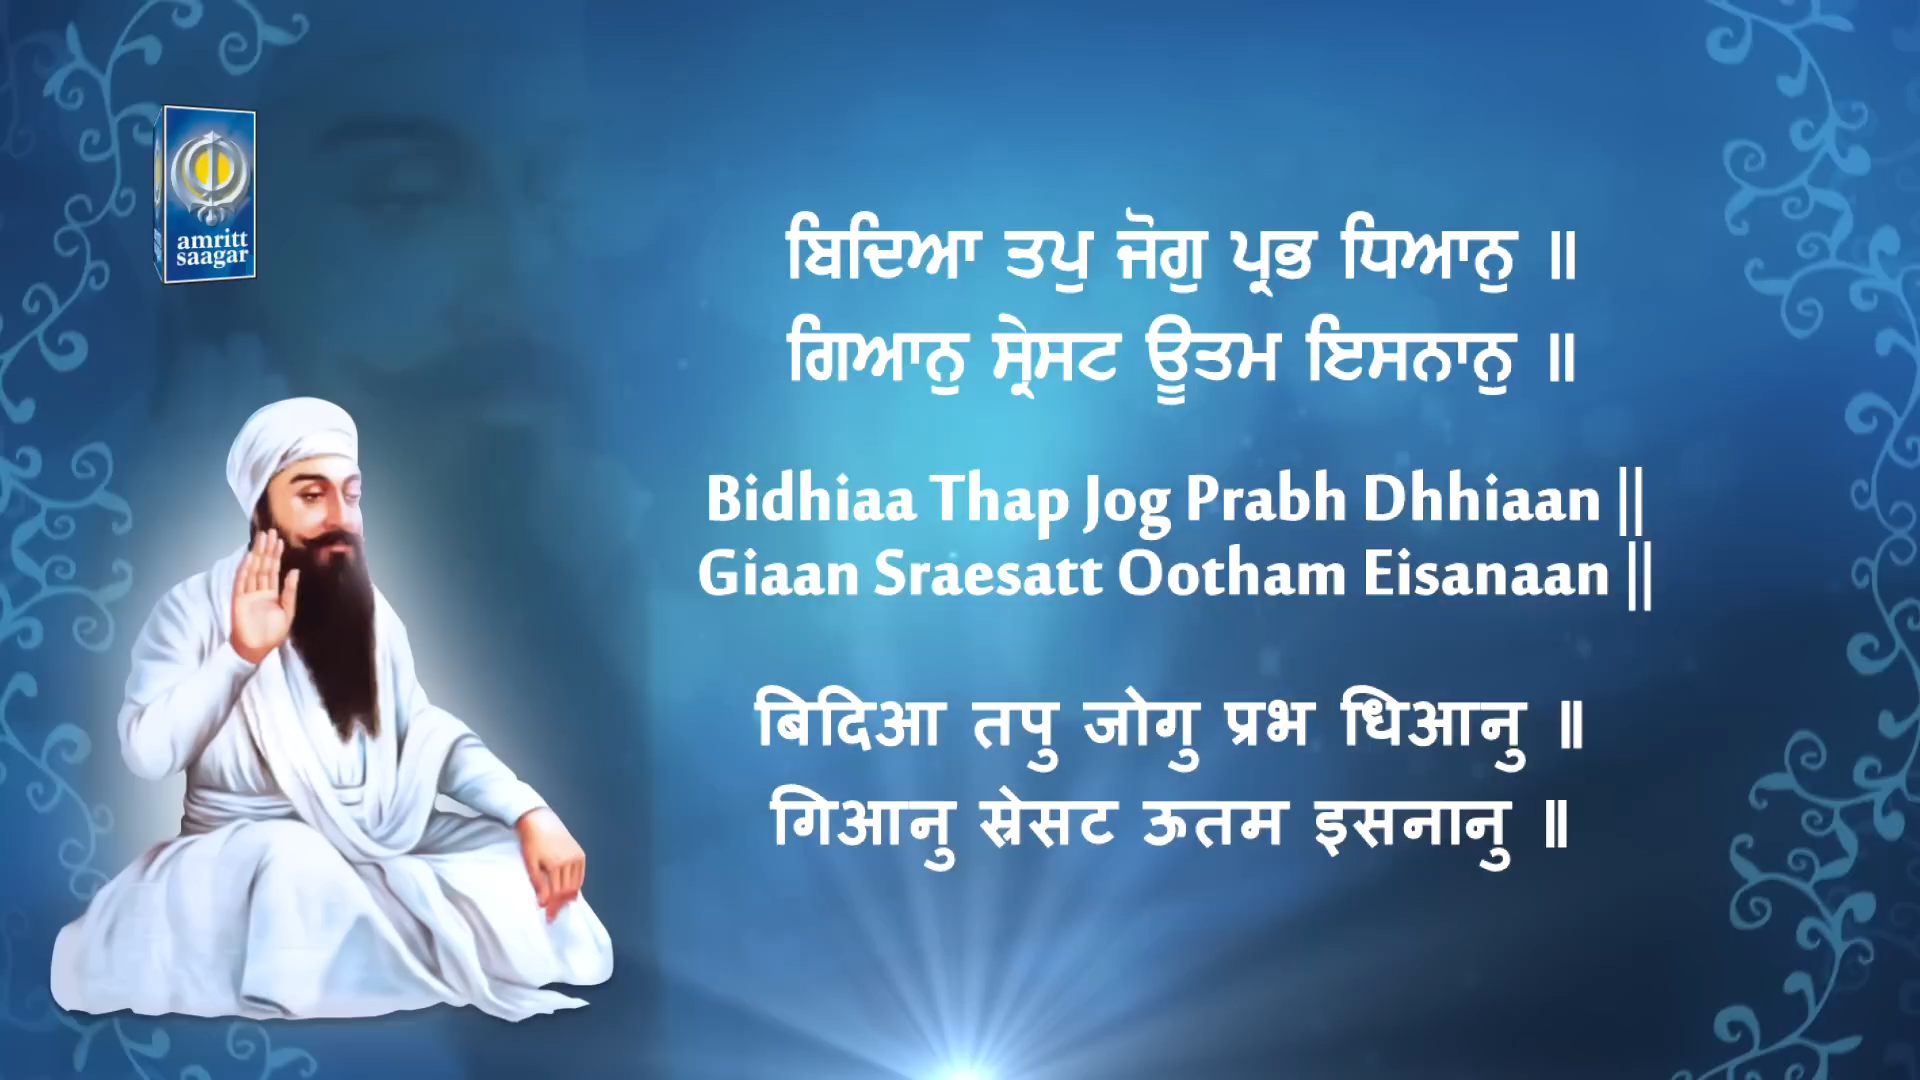 amritt
saagar
ਬਿਦਿਆ ਤਪੁ ਜੋਗੁ ਪ੍ਰਭ ਧਿਆਨੁ ॥
ਗਿਆਨੁ ਸ੍ਰੇਸਟ ਊਤਮ ਇਸਨਾਨੁ ॥
Bidhiaa Thap Jog Prabh Dhhiaan ||
Giaan Sraesatt Ootham Eisanaan ||
बिदिआ तपु जोगु प्रभ धिआनु ॥
गिआनु स्रेसट ऊतम इसनानु ॥